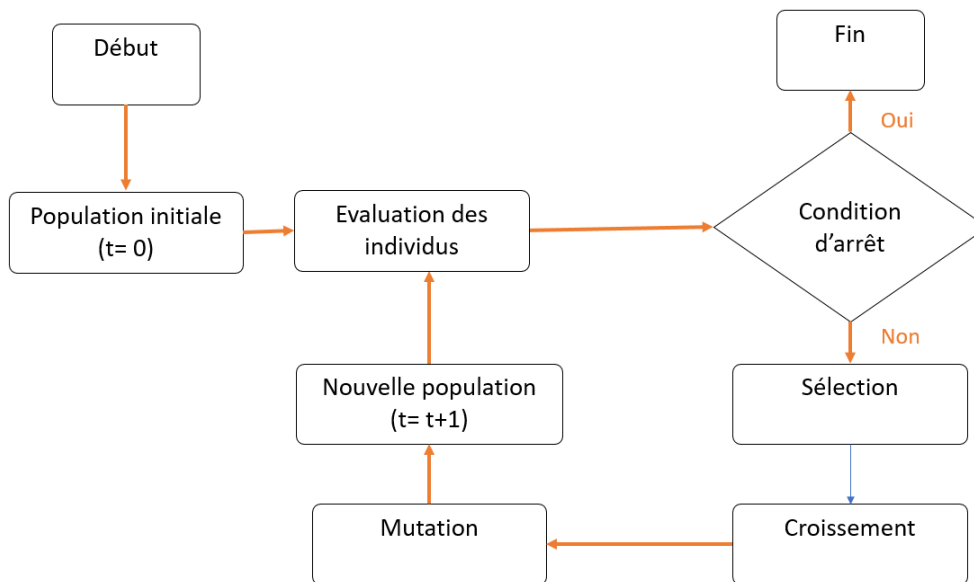 Début
Fin
Oui
Population initiale
(t= 0)
Evaluation des
individus
Condition
d’arrêt
Non
Nouvelle population
(t= t+1)
Sélection
Mutation
Croissement